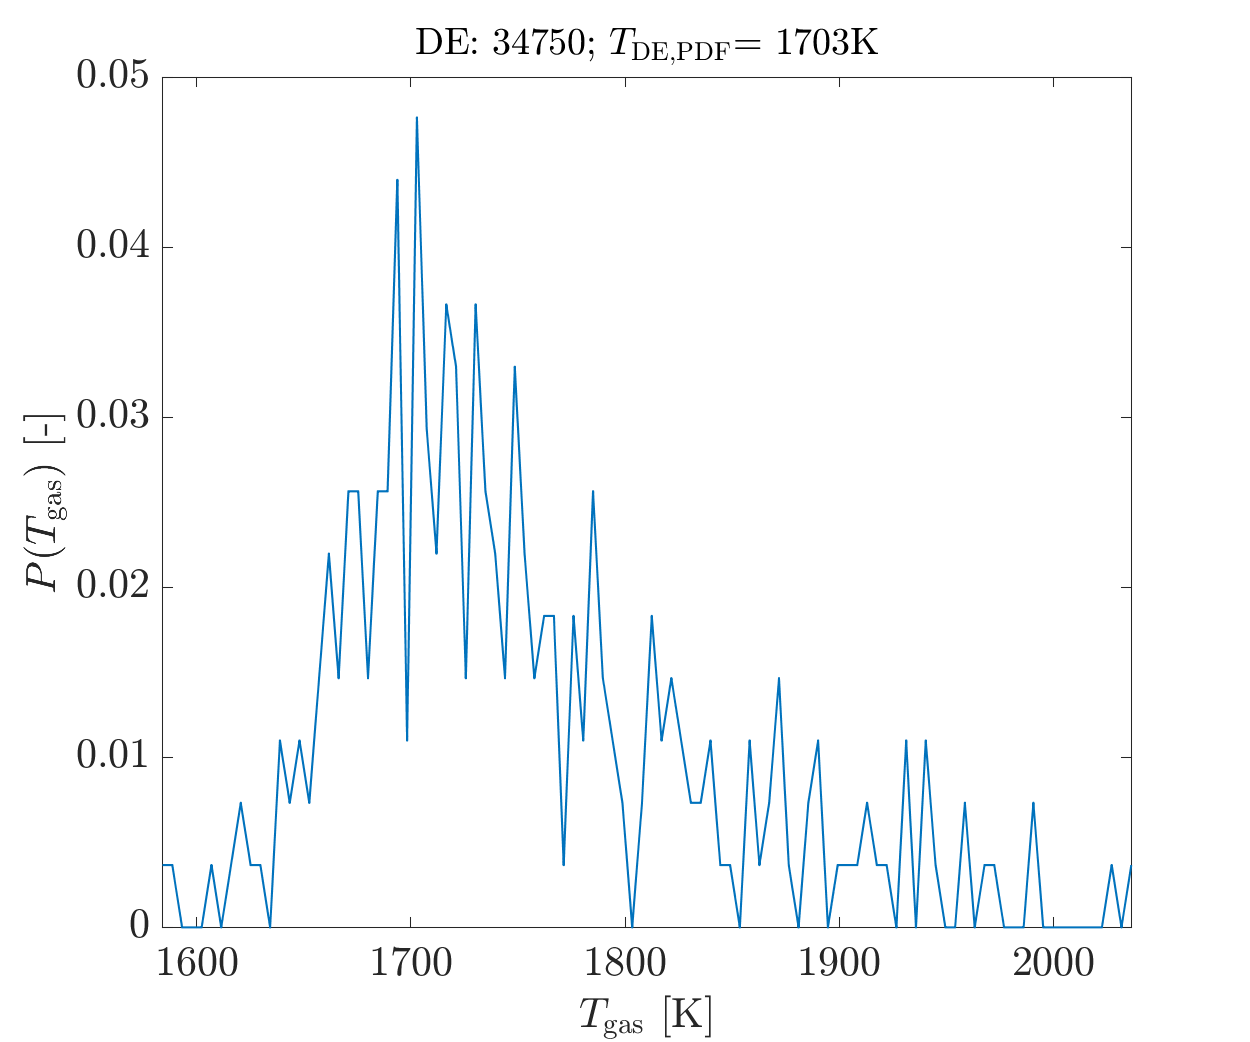 DE: 34750; T_DE,PDF= 1703K
0.05
0.04
0.03
0.02
0.01
0
P(T_gas) [-]
1600 1700 1800 1900 2000
T_gas [K]